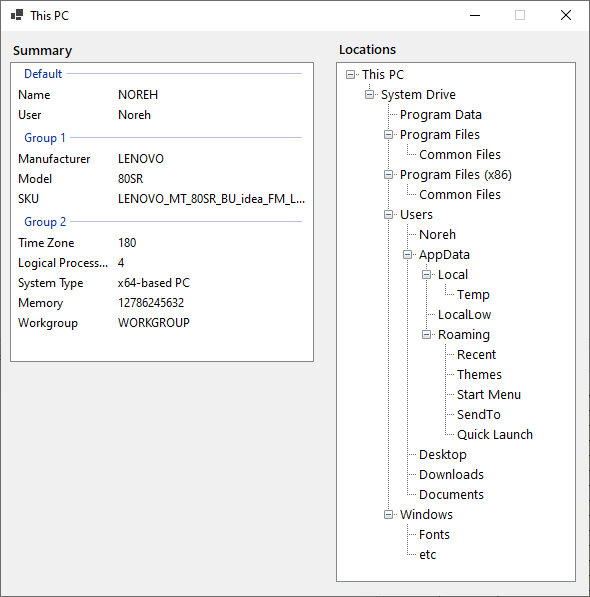 This PC
Summary
Default
Name NOREH
User Noreh
Group 1
Manufacturer LENOVO
Model 80SR
SKU LENOVO_MT_80SR_BU_idea_FM_L...
Group 2
Time Zone 180
Logical Process... 4
System Type x64-based PC
Memory 12786245632
Workgroup WORKGROUP
Locations
This PC
System Drive
Program Data
Program Files
Common Files
Program Files (x86)
Common Files
Users
Noreh
AppData
Local
Temp
LocalLow
Roaming
Recent
Themes
Start Menu
SendTo
Quick Launch
Desktop
Downloads
Documents
Windows
Fonts
etc